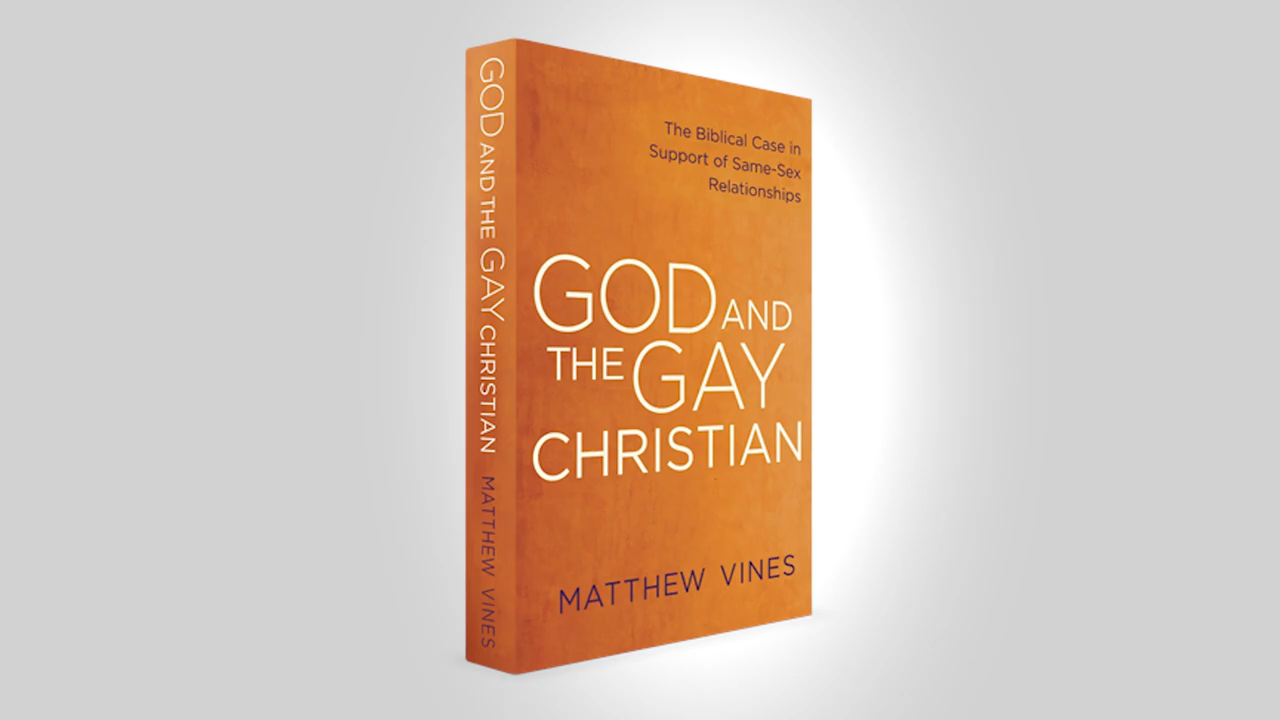 GOD AND THE GAY CHRISTIAN MATTHEW VINES
The Biblical Case in
Support of Same-Sex
Relationships
GOD AND
THE GAY
CHRISTIAN
MATTHEW VINES